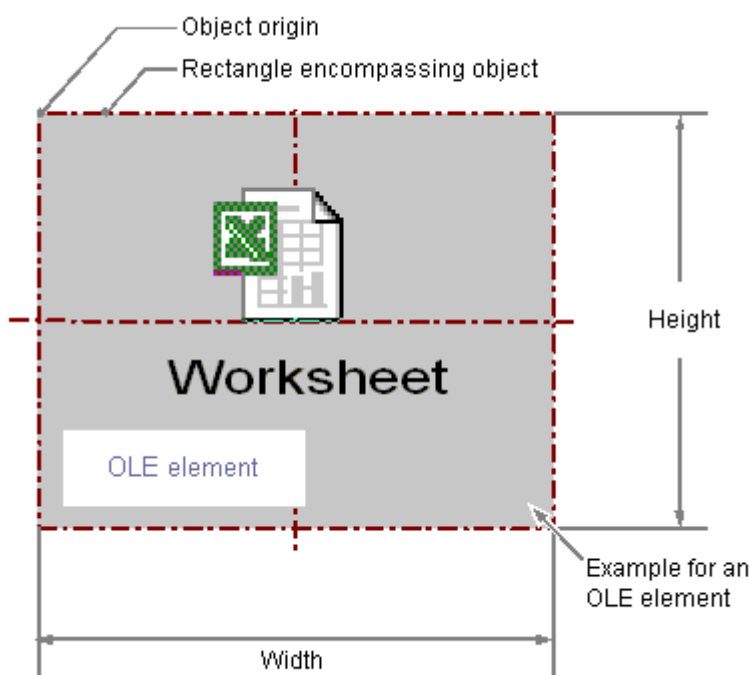 Object origin
Rectangle encompassing object
Height
Worksheet
OLE element
Example for an
OLE element
Width